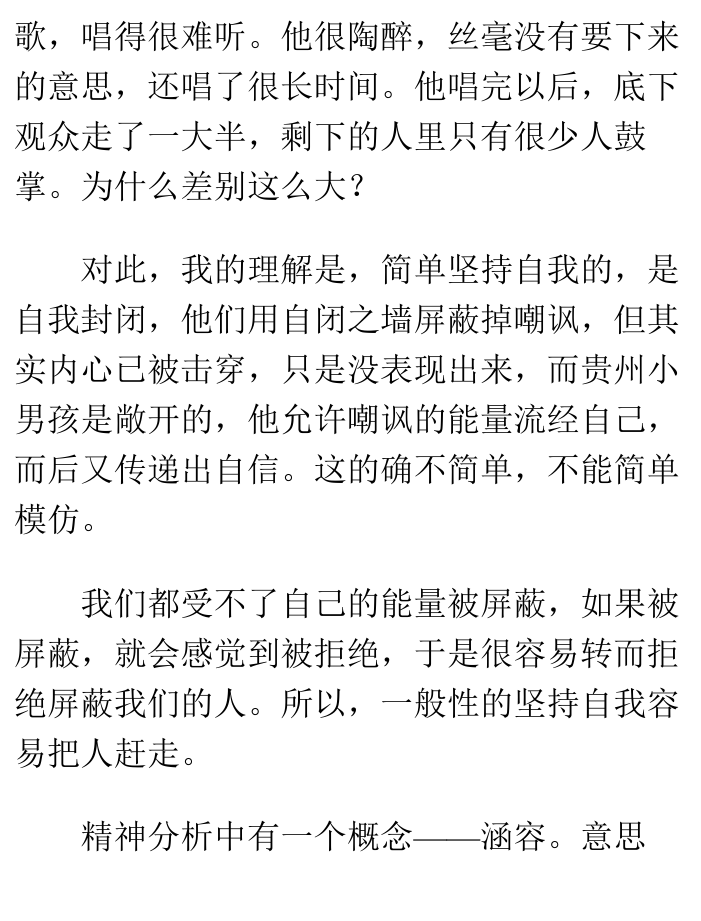 歌，唱得很难听。他很陶醉，丝毫没有要下来
的意思，还唱了很长时间。他唱完以后，底下
观众走了一大半，剩下的人里只有很少人鼓
掌。为什么差别这么大？
对此，我的理解是，简单坚持自我的，是
自我封闭，他们用自闭之墙屏蔽掉嘲讽，但其
实内心已被击穿，只是没表现出来，而贵州小
男孩是敞开的，他允许嘲讽的能量流经自己，
而后又传递出自信。这的确不简单，不能简单
模仿。
我们都受不了自己的能量被屏蔽，如果被
屏蔽，就会感觉到被拒绝，于是很容易转而拒
绝屏蔽我们的人。所以，一般性的坚持自我容
易把人赶走。
精神分析中有一个概念——涵容。意思